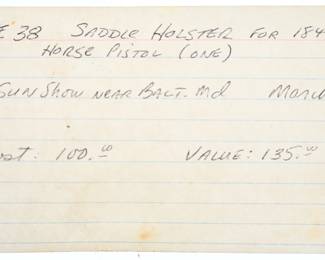 E 38 SADDLE HOLSTER FOR 184
HORSE PISTOL (ONE)
GUN SHOW NEAR BALT. Md Marc
ost: 100.00 VALUE: 135.00